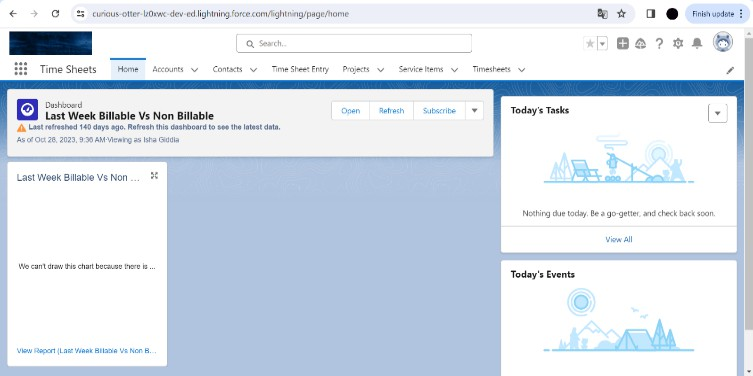 curious-otter-lz0xwc-dev-ed.lightning.force.com/lightning/page/home
Finish update
Search...
Time Sheets
Home
Accounts
Contacts
Time Sheet Entry
Projects
Service Items
Timesheets
Dashboard
Last Week Billable Vs Non Billable
Last refreshed 140 days ago. Refresh this dashboard to see the latest data.
As of Oct 28, 2023, 9:36 AM·Viewing as Isha Giddia
Open
Refresh
Subscribe
Last Week Billable Vs Non ...
We can't draw this chart because there is ...
View Report (Last Week Billable Vs Non B...
Today's Tasks
Nothing due today. Be a go-getter, and check back soon.
View All
Today's Events